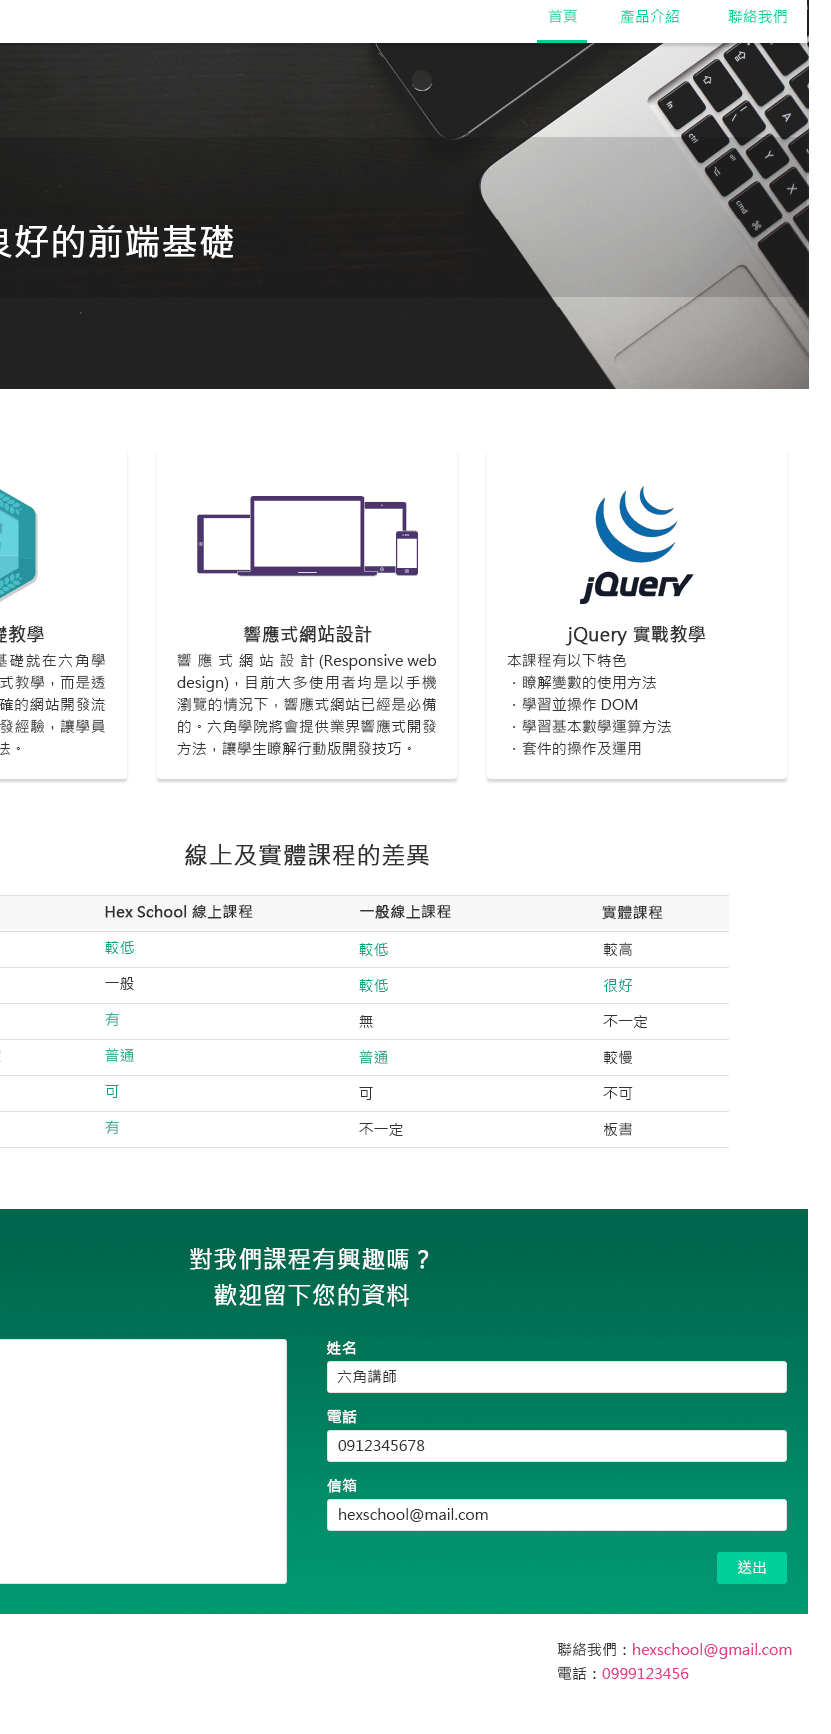 首頁 產品介紹 聯絡我們
良好的前端基礎
礎教學
基礎就在六角學
式教學，而是透
確的網站開發流
發經驗，讓學員
法。
響應式網站設計
響應式網站設計(Responsive web
design)，目前大多使用者均是以手機
瀏覽的情況下，響應式網站已經是必備
的。六角學院將會提供業界響應式開發
方法，讓學生瞭解行動版開發技巧。
jQuery
jQuery 實戰教學
本課程有以下特色
．瞭解變數的使用方法
．學習並操作 DOM
．學習基本數學運算方法
．套件的操作及運用
線上及實體課程的差異
Hex School 線上課程 一般線上課程 實體課程
較低 較低 較高
一般 較低 很好
有 無 不一定
普通 普通 較慢
可 可 不可
有 不一定 板書
對我們課程有興趣嗎？
歡迎留下您的資料
姓名
六角講師
電話
0912345678
信箱
hexschool@mail.com
送出
聯絡我們：hexschool@gmail.com
電話：0999123456